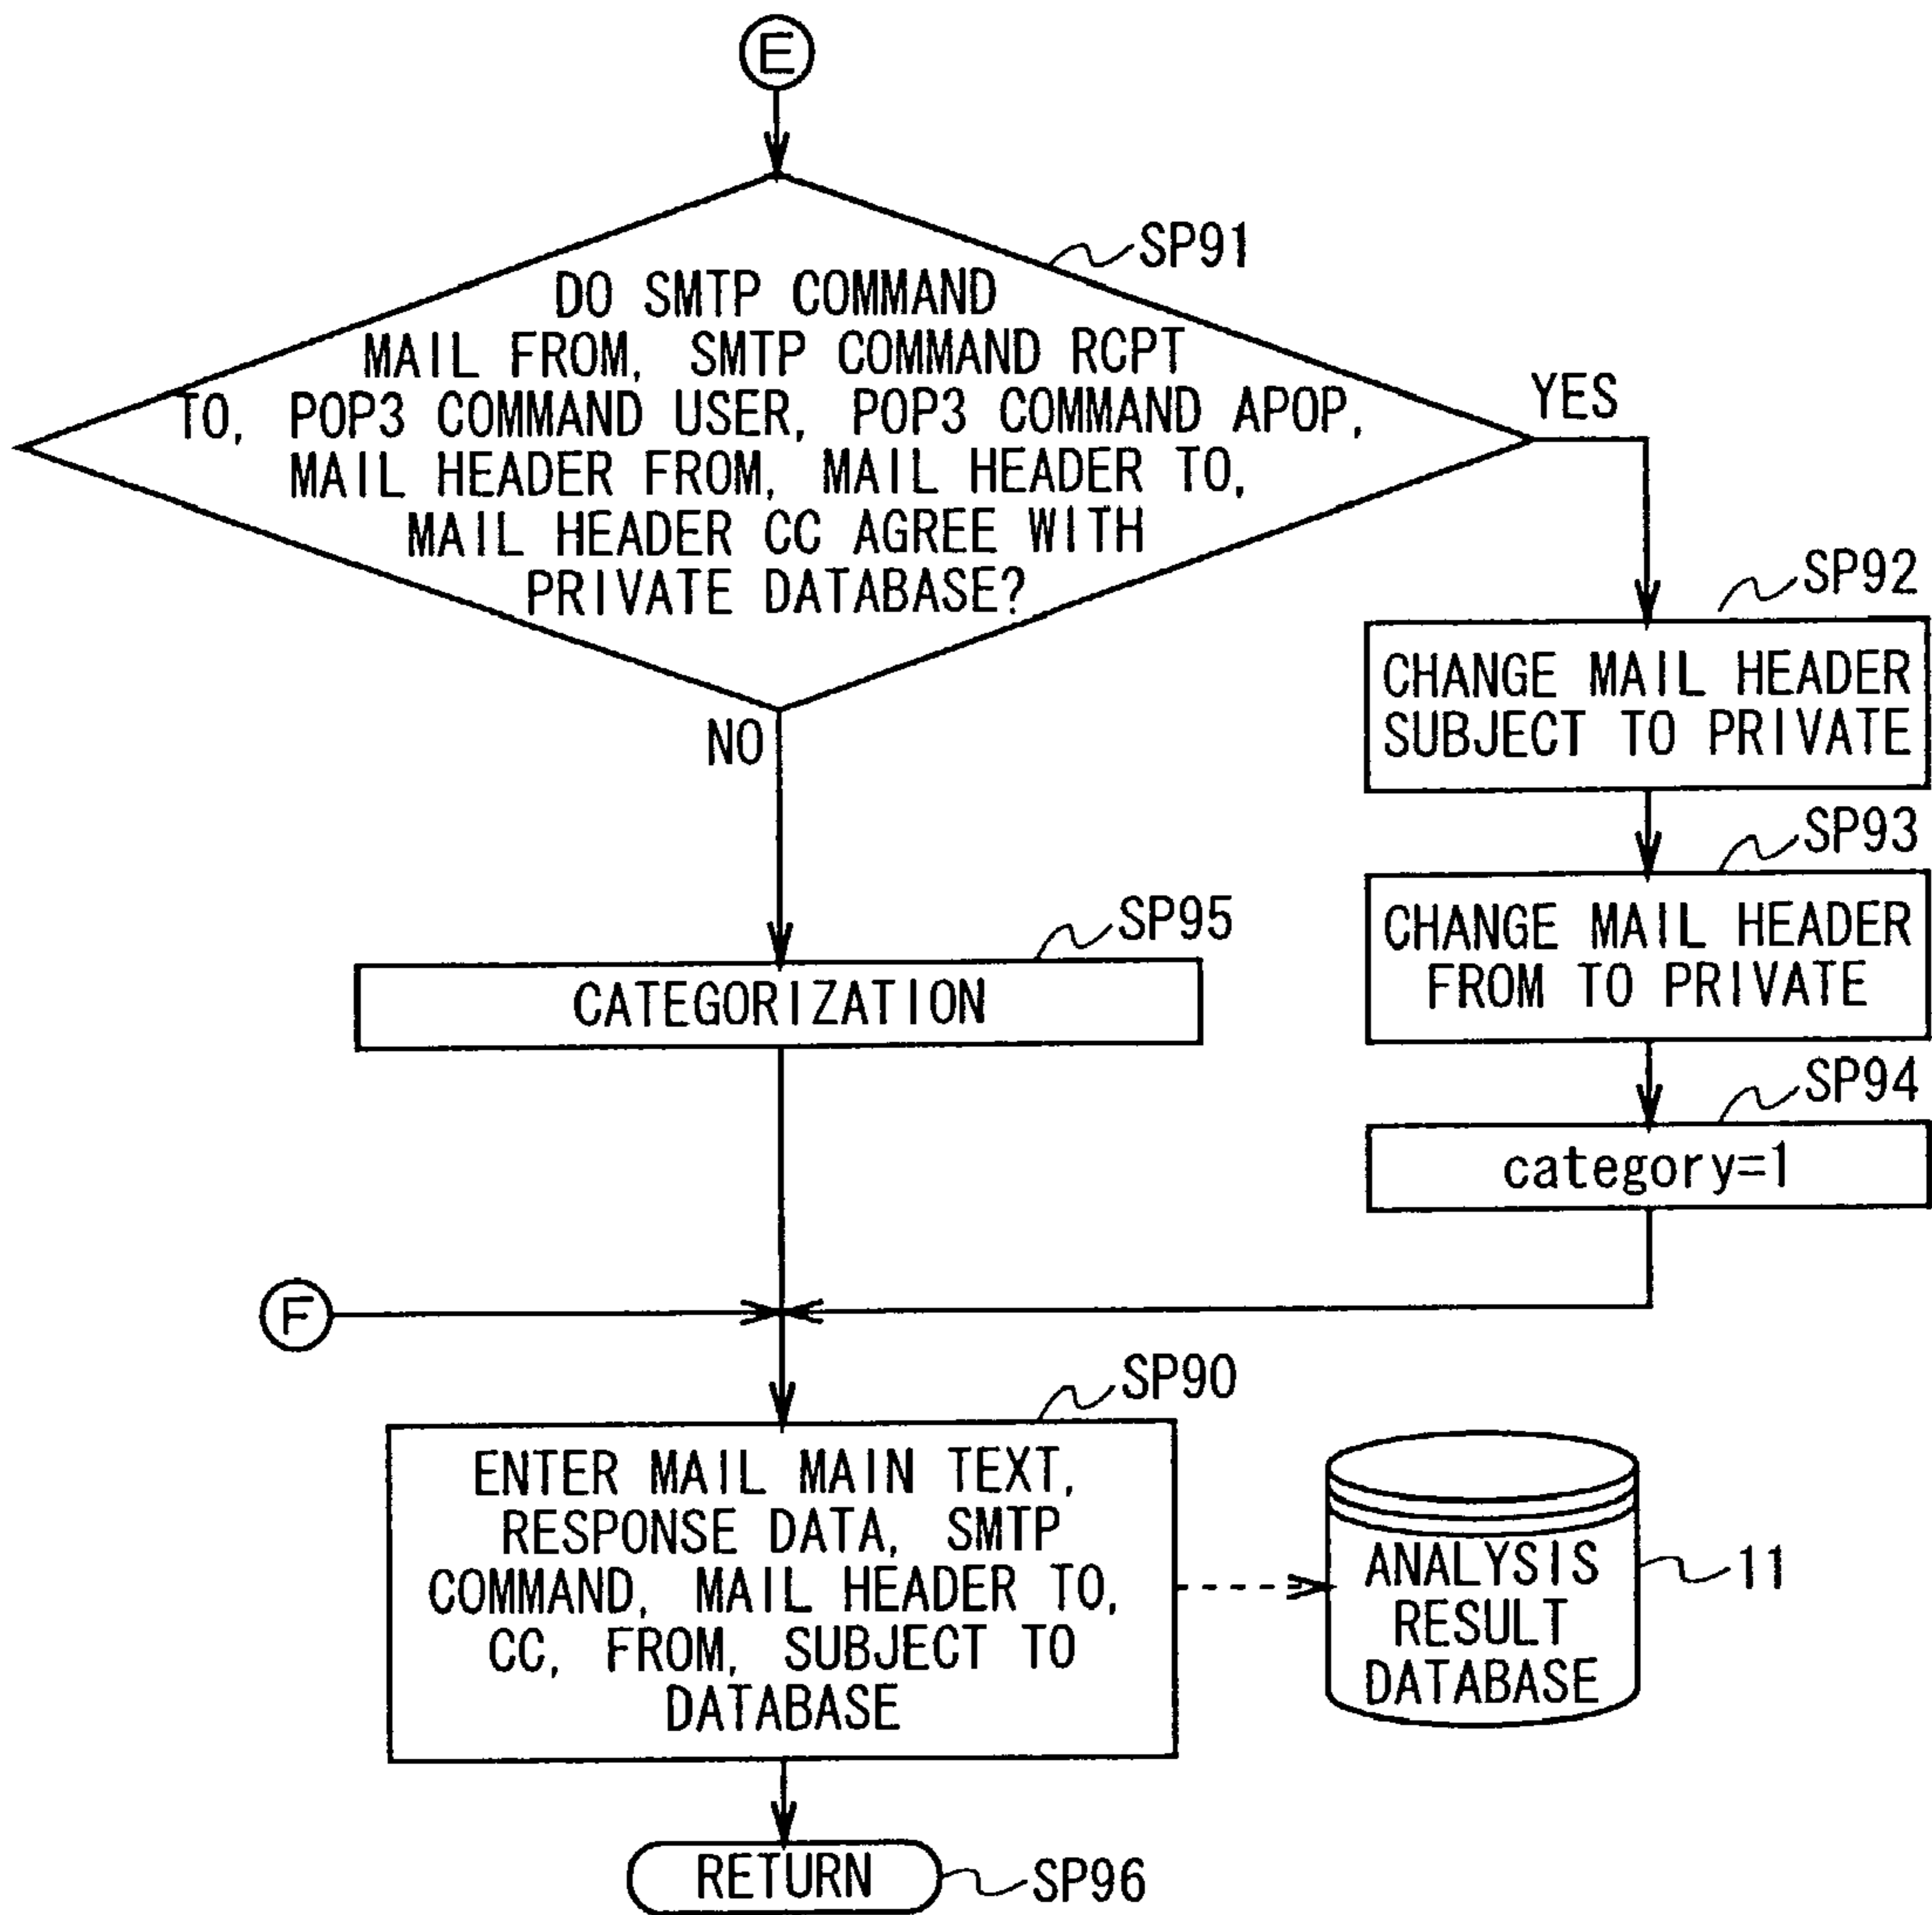 E
SP91
DO SMTP COMMAND
MAIL FROM, SMTP COMMAND RCPT
TO, POP3 COMMAND USER, POP3 COMMAND APOP,
MAIL HEADER FROM, MAIL HEADER TO,
MAIL HEADER CC AGREE WITH
PRIVATE DATABASE?
YES
NO
SP92
CHANGE MAIL HEADER
SUBJECT TO PRIVATE
SP93
CHANGE MAIL HEADER
FROM TO PRIVATE
SP94
category=1
SP95
CATEGORIZATION
F
SP90
ENTER MAIL MAIN TEXT,
RESPONSE DATA, SMTP
COMMAND, MAIL HEADER TO,
CC, FROM, SUBJECT TO
DATABASE
ANALYSIS
RESULT
DATABASE
11
RETURN
SP96